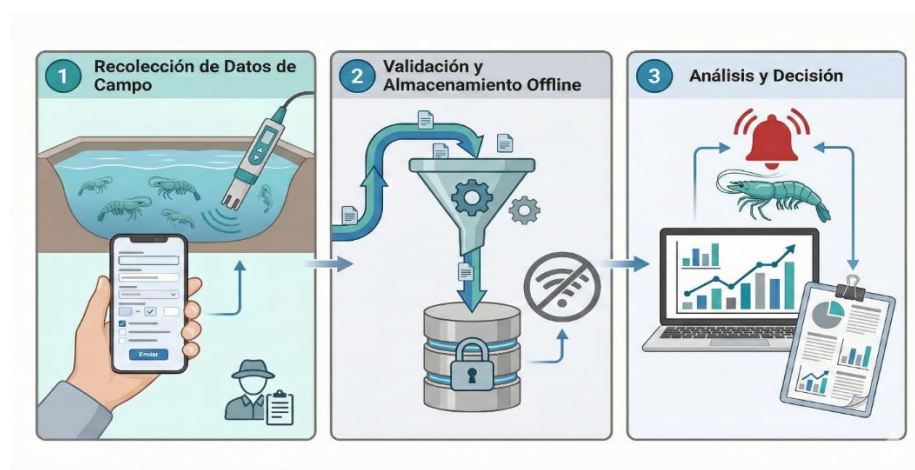 1
Recolección de Datos de
Campo
Enviar
2
Validación y
Almacenamiento Offline
3
Análisis y Decisión